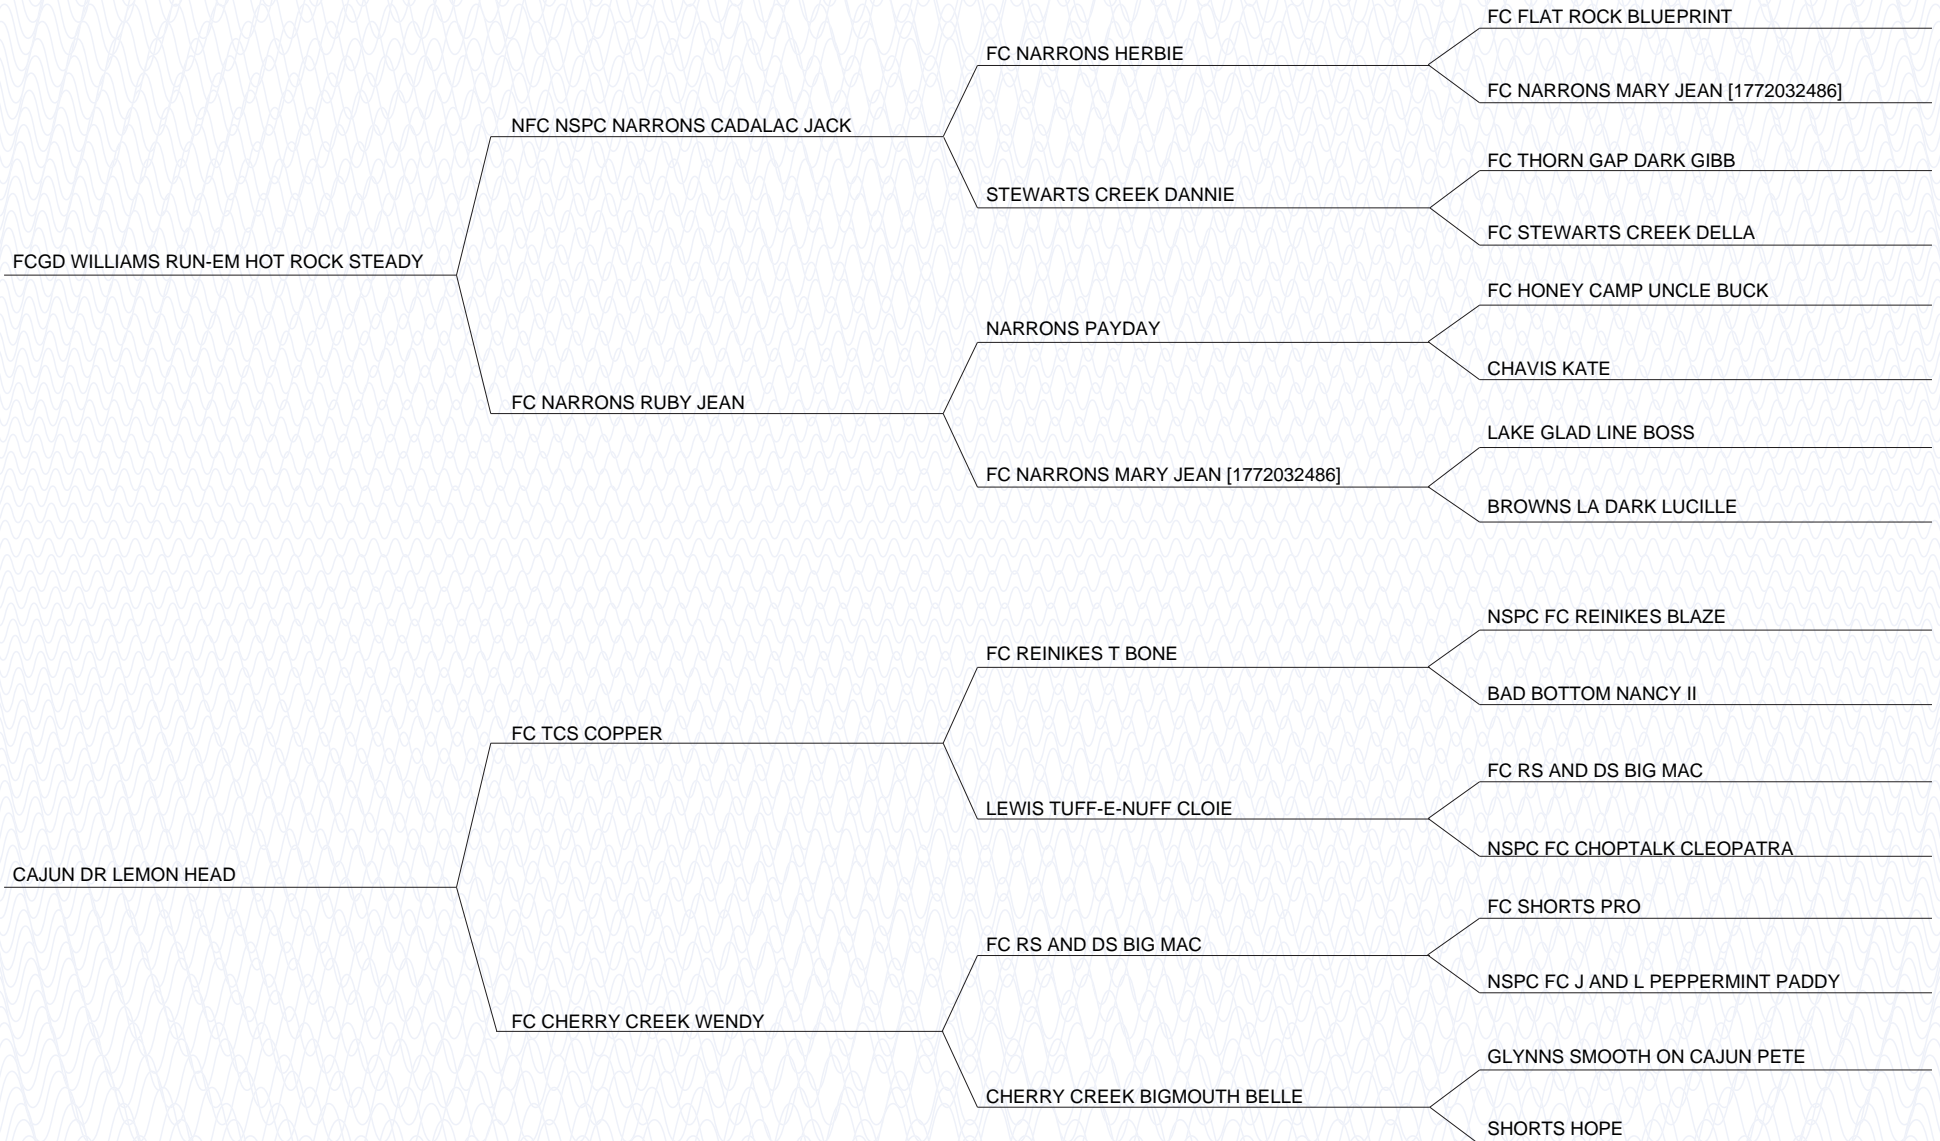 FC FLAT ROCK BLUEPRINT
FC NARRONS HERBIE
FC NARRONS MARY JEAN [1772032486]
NFC NSPC NARRONS CADALAC JACK
FC THORN GAP DARK GIBB
STEWARTS CREEK DANNIE
FC STEWARTS CREEK DELLA
FCGD WILLIAMS RUN-EM HOT ROCK STEADY
FC HONEY CAMP UNCLE BUCK
NARRONS PAYDAY
CHAVIS KATE
FC NARRONS RUBY JEAN
LAKE GLAD LINE BOSS
FC NARRONS MARY JEAN [1772032486]
BROWNS LA DARK LUCILLE
NSPC FC REINIKES BLAZE
FC REINIKES T BONE
BAD BOTTOM NANCY II
FC TCS COPPER
FC RS AND DS BIG MAC
LEWIS TUFF-E-NUFF CLOIE
NSPC FC CHOPTALK CLEOPATRA
CAJUN DR LEMON HEAD
FC SHORTS PRO
FC RS AND DS BIG MAC
NSPC FC J AND L PEPPERMINT PADDY
FC CHERRY CREEK WENDY
GLYNNS SMOOTH ON CAJUN PETE
CHERRY CREEK BIGMOUTH BELLE
SHORTS HOPE